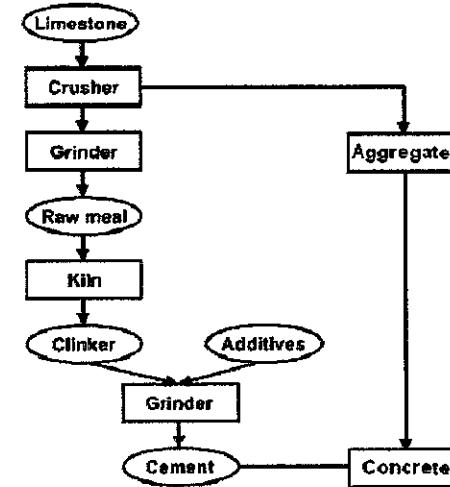 Limestone
Crusher
Grinder
Aggregate
Raw meal
Kiln
Clinker
Additives
Grinder
Cement
Concrete